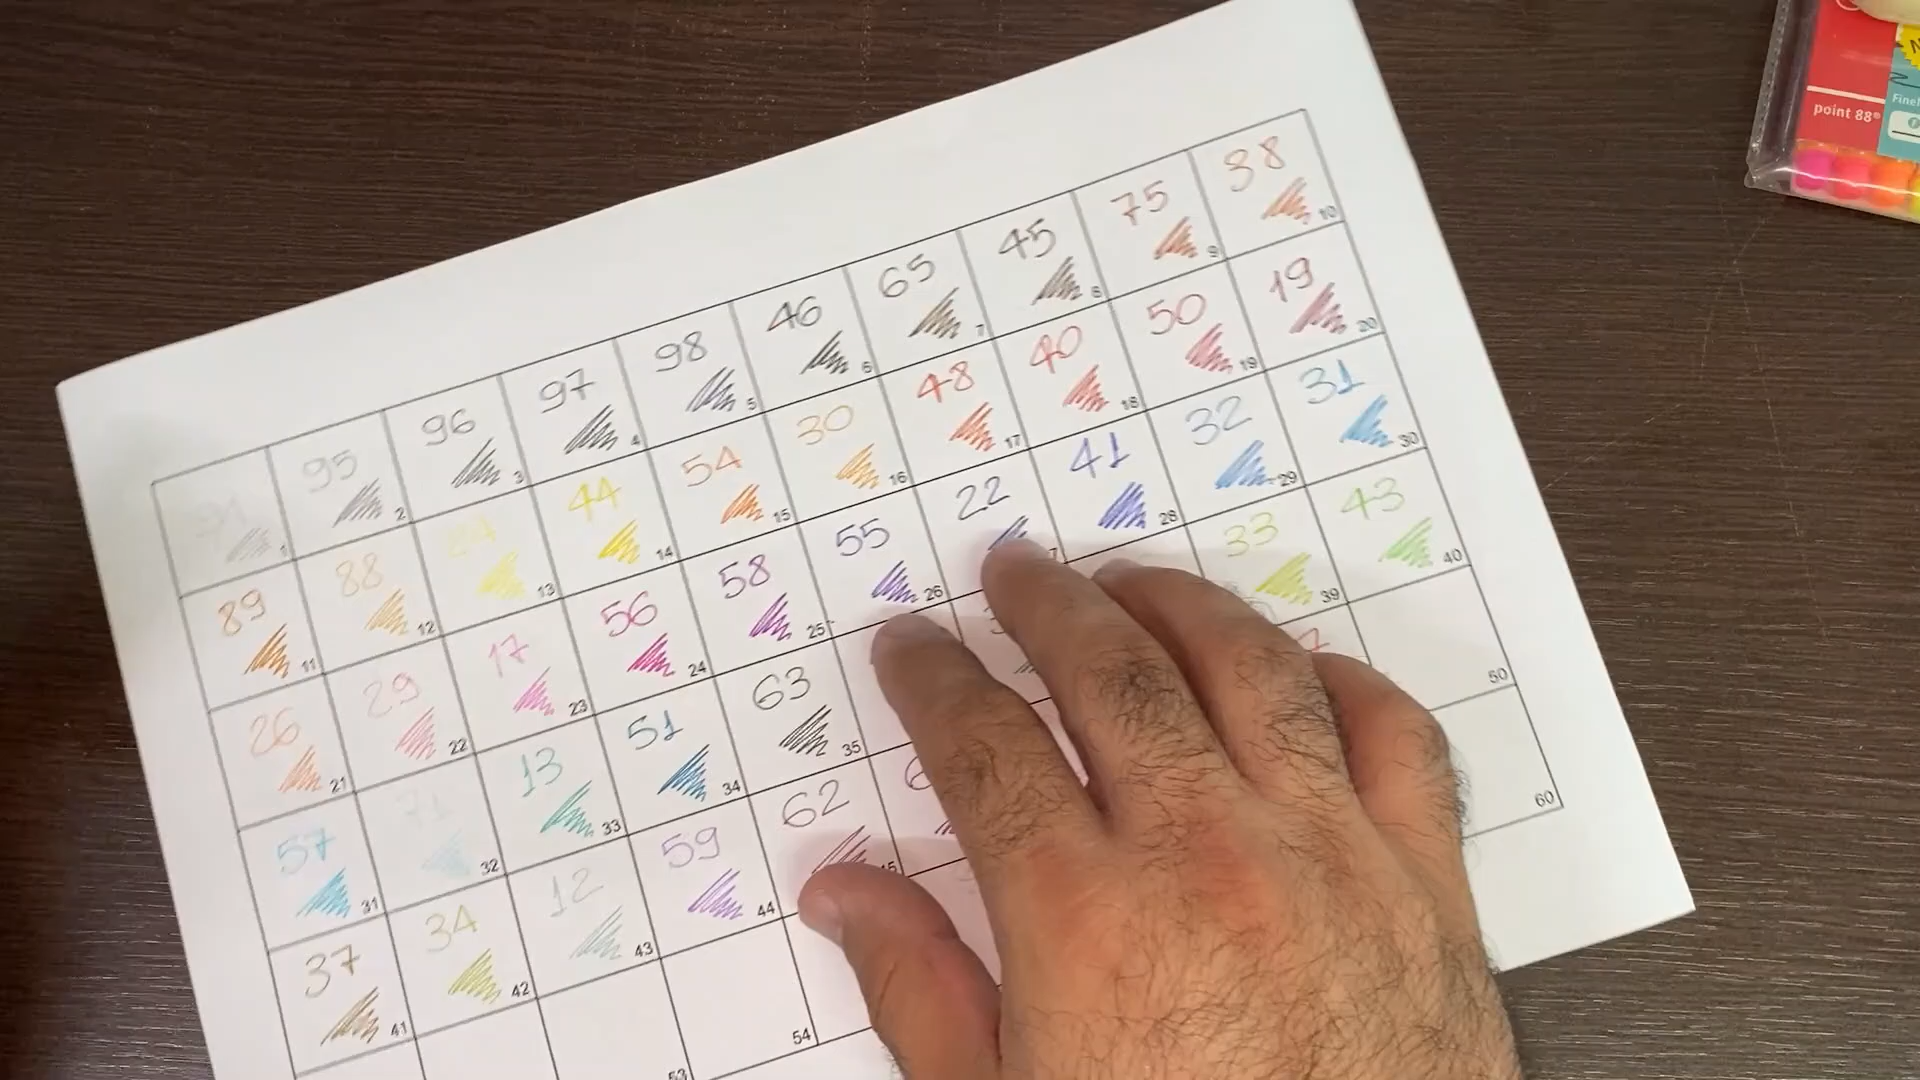 95 96 97 98 46 65 45 75 38
1 2 3 4 5 6 7 8 9 10
89 88 44 54 30 48 40 50 19
11 12 13 14 15 16 17 18 19 20
26 29 17 56 58 55 22 41 32 31
21 22 23 24 25 26 28 29 30
57 71 13 51 63 33 43
31 32 33 34 35 39 40
37 34 12 59 62
41 42 43 44 50
53 54 60
point 88®